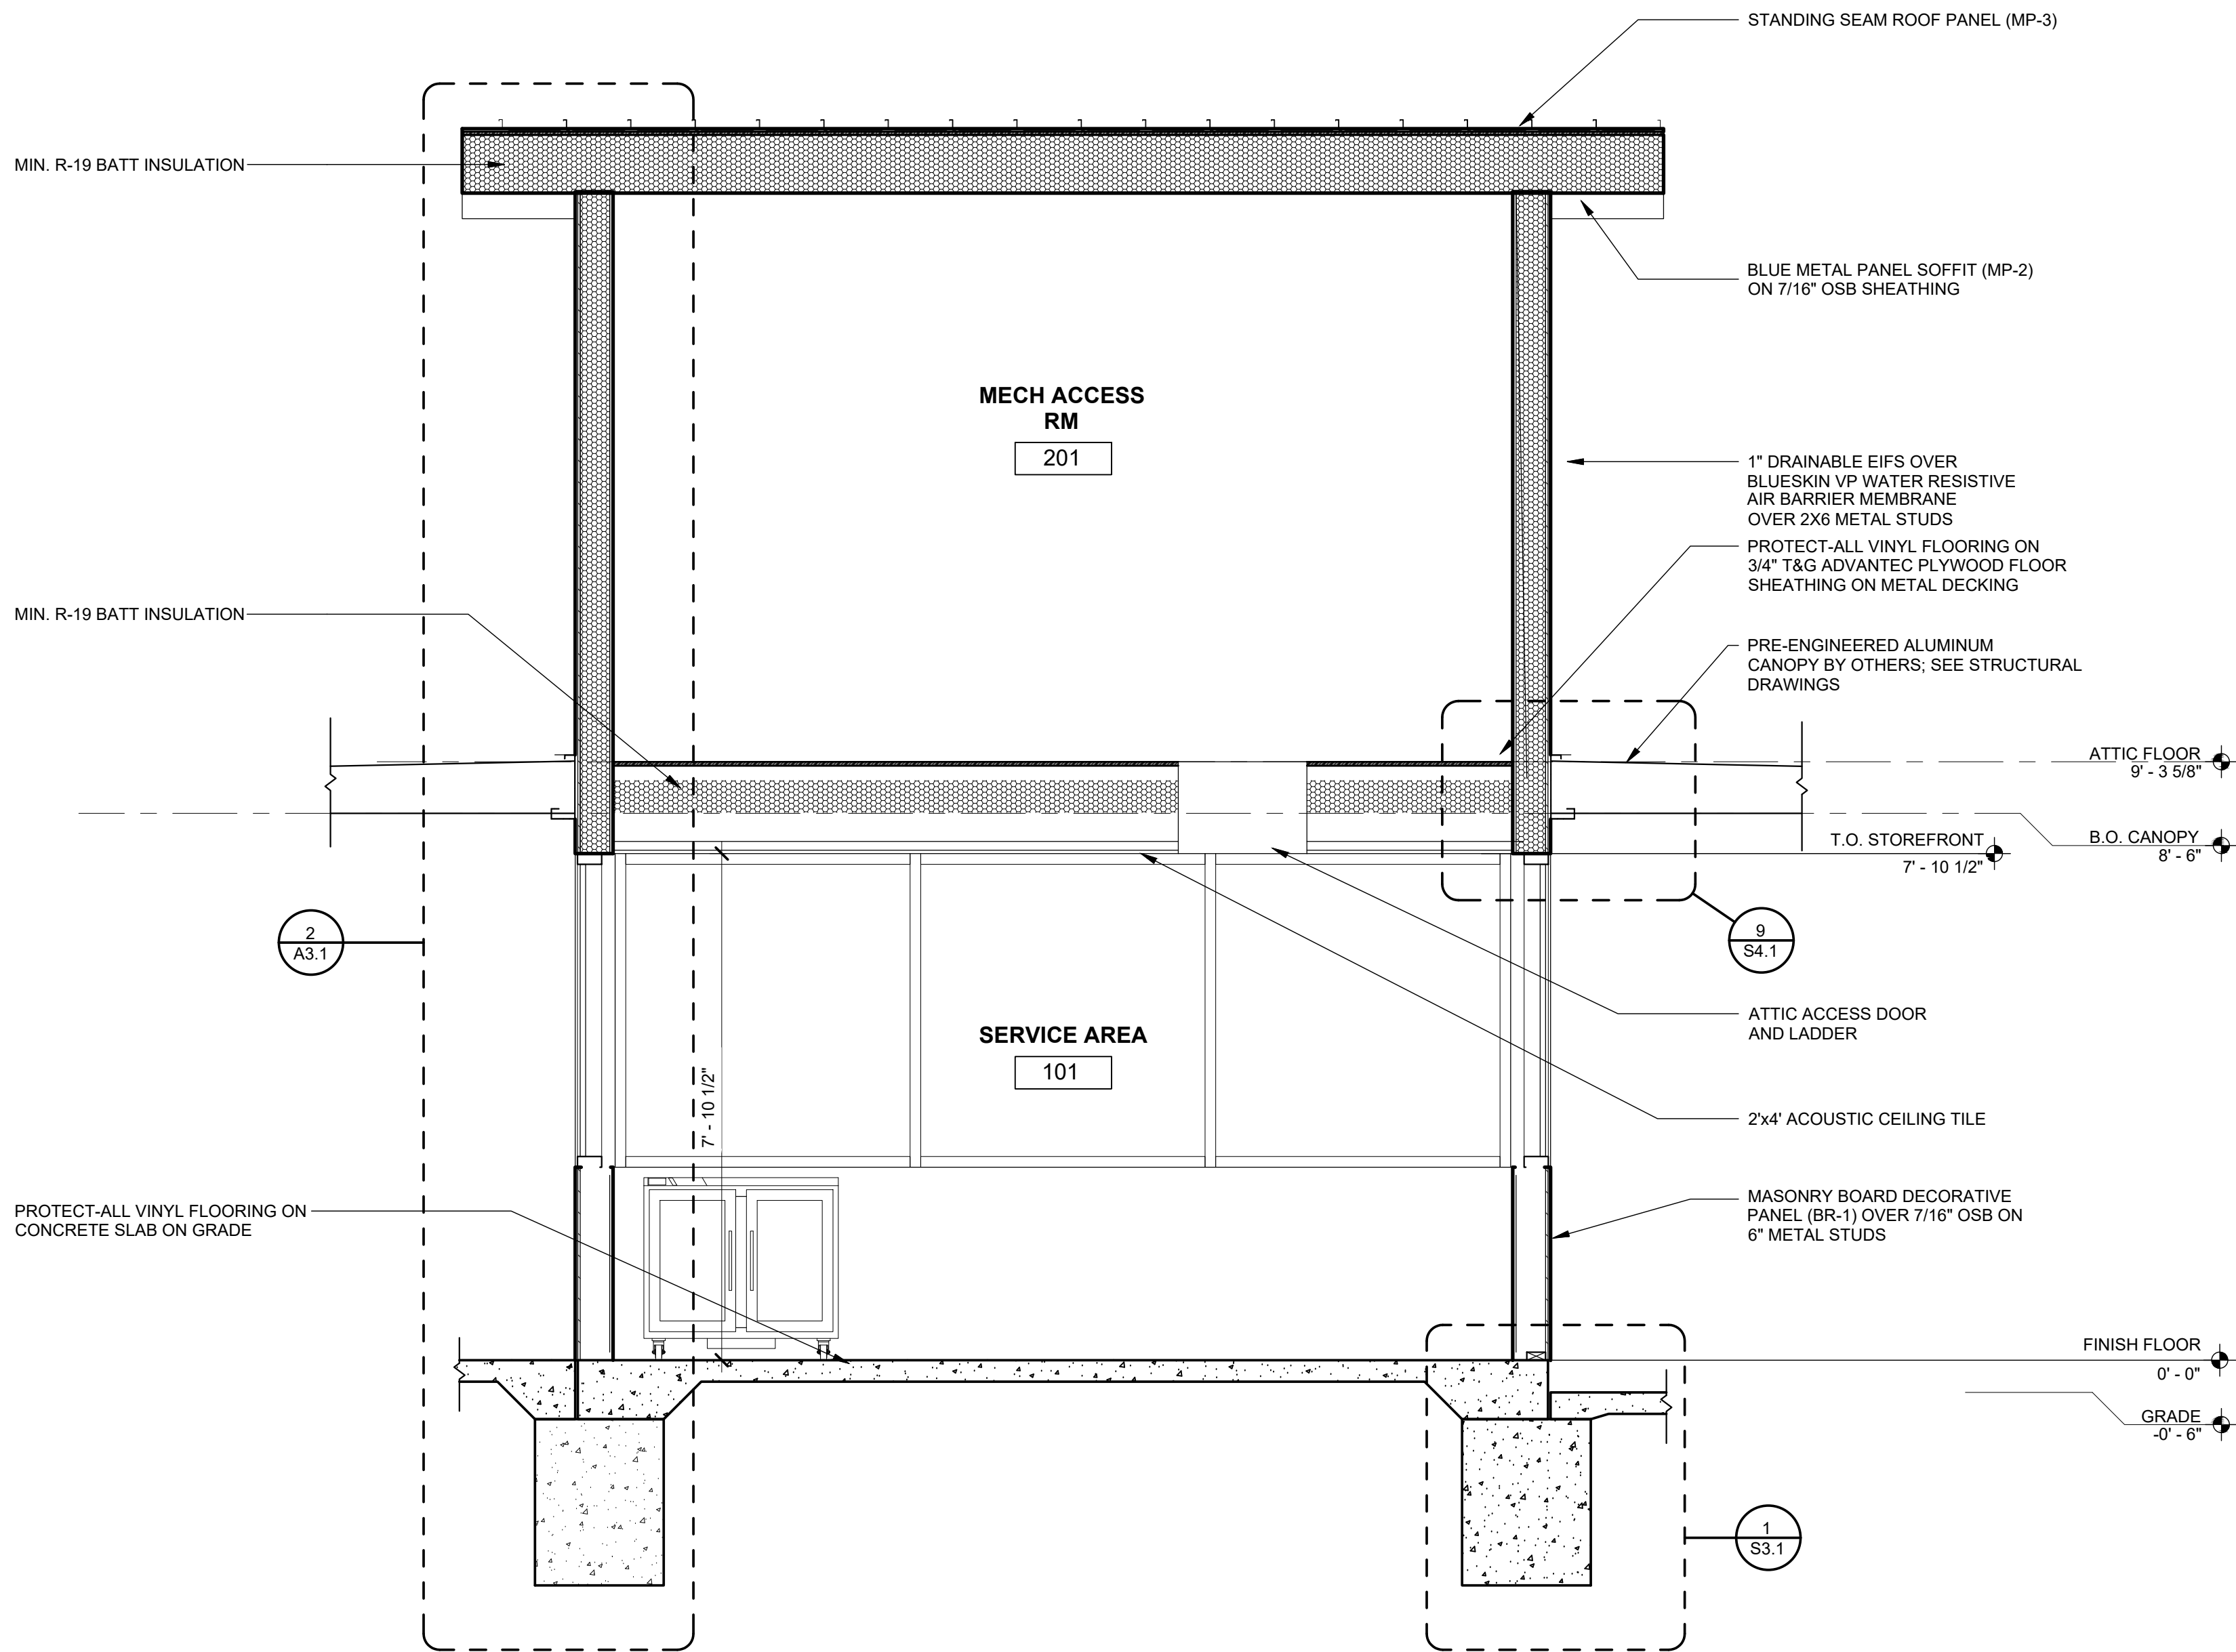 STANDING SEAM ROOF PANEL (MP-3)
MIN. R-19 BATT INSULATION
BLUE METAL PANEL SOFFIT (MP-2)
ON 7/16" OSB SHEATHING
MECH ACCESS
RM
201
1" DRAINABLE EIFS OVER
BLUESKIN VP WATER RESISTIVE
AIR BARRIER MEMBRANE
OVER 2X6 METAL STUDS
PROTECT-ALL VINYL FLOORING ON
3/4" T&G ADVANTEC PLYWOOD FLOOR
SHEATHING ON METAL DECKING
MIN. R-19 BATT INSULATION
PRE-ENGINEERED ALUMINUM
CANOPY BY OTHERS; SEE STRUCTURAL
DRAWINGS
ATTIC FLOOR
9' - 3 5/8"
T.O. STOREFRONT
7' - 10 1/2"
B.O. CANOPY
8' - 6"
2
A3.1
9
S4.1
ATTIC ACCESS DOOR
AND LADDER
SERVICE AREA
101
7' - 10 1/2"
2'x4' ACOUSTIC CEILING TILE
PROTECT-ALL VINYL FLOORING ON
CONCRETE SLAB ON GRADE
MASONRY BOARD DECORATIVE
PANEL (BR-1) OVER 7/16" OSB ON
6" METAL STUDS
FINISH FLOOR
0' - 0"
GRADE
-0' - 6"
1
S3.1